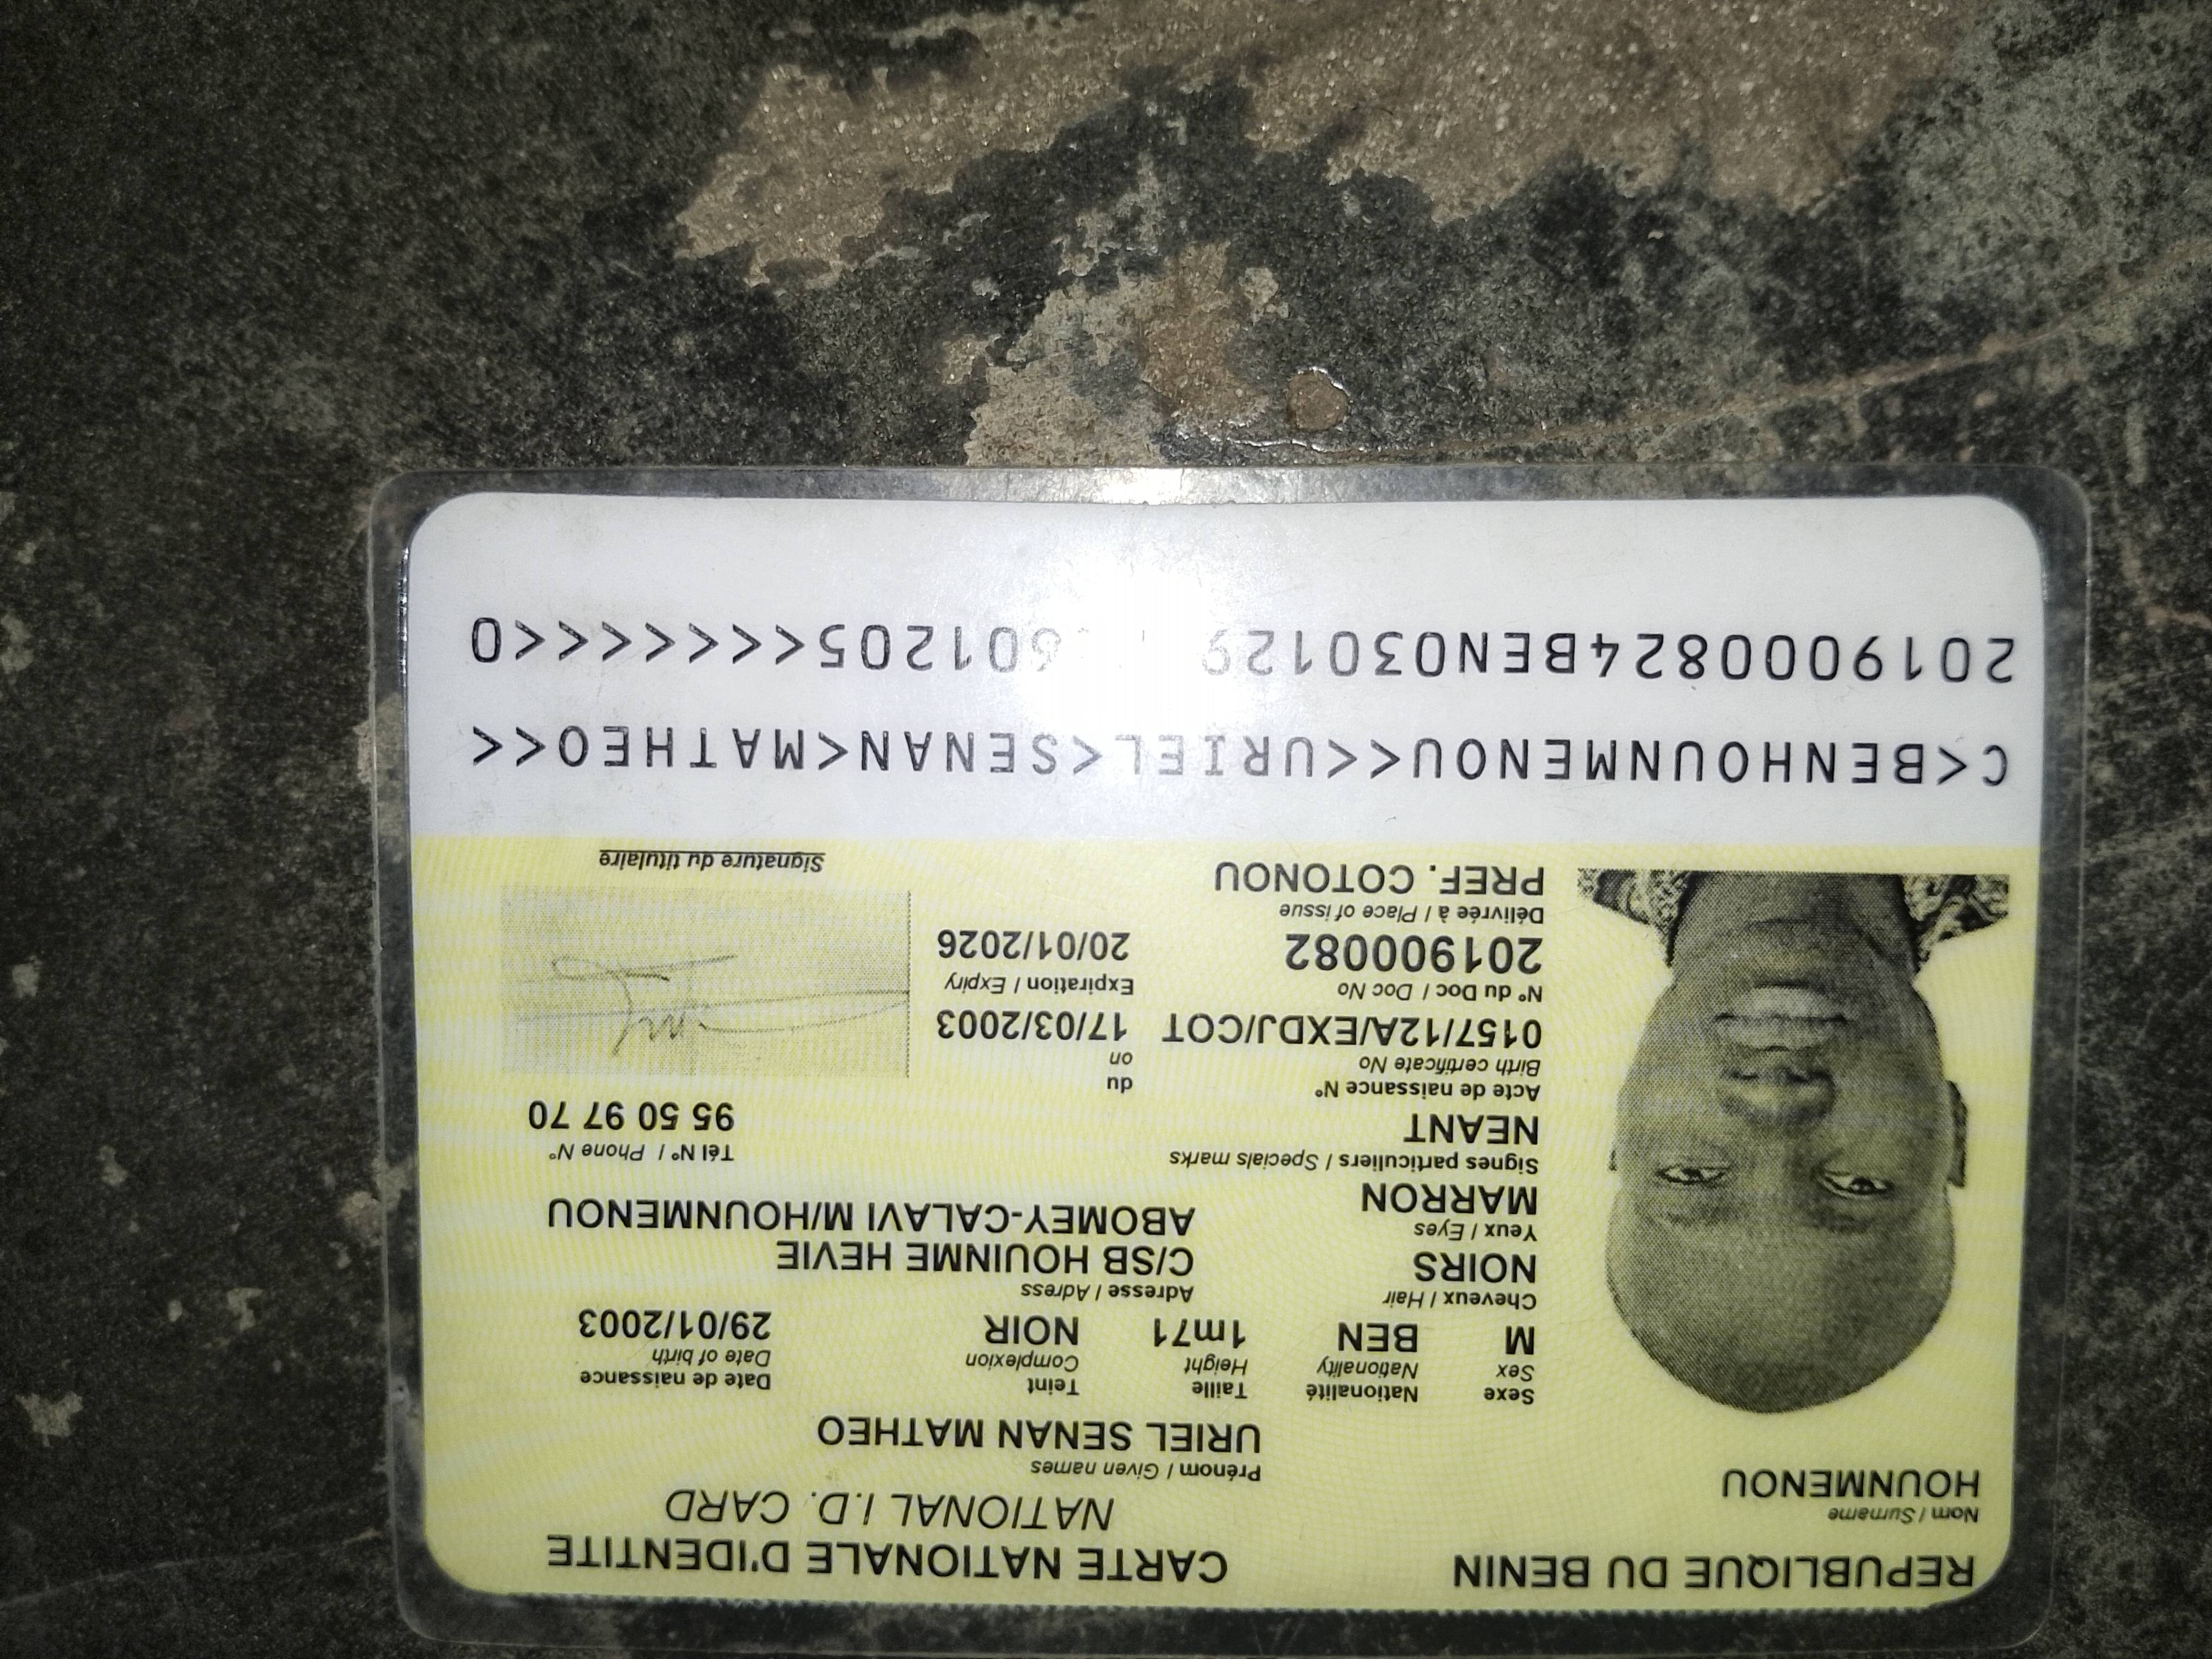 REPUBLIQUE DU BENIN
CARTE NATIONALE D'IDENTITE
NATIONAL I.D. CARD
Nom / Surname
HOUNMENOU
Prénom / Given names
URIEL SENAN MATHEO
Sexe Nationalité Taille Teint Date de naissance
Sex Nationality Height Complexion Date of birth
M BEN 1m71 NOIR 29/01/2003
Cheveux / Hair
NOIRS
Adresse / Adress
C/SB HOUINME HEVIE
ABOMEY-CALAVI M/HOUNMENOU
Yeux / Eyes
MARRON
Signes particuliers / Specials marks
NEANT
Tél N° / Phone N°
95 50 97 70
Acte de naissance N° du
Birth certificate No on
0157/12A/EXDJ/COT 17/03/2003
N° du Doc / Doc No Expiration / Expiry
201900082 20/01/2026
Délivrée à / Place of issue
PREF. COTONOU
Signature du titulaire
C<BENHOUNMENOU<<URIEL<SENAN<MATHEO<<
2019000824BEN030129 601205<<<<<<<0